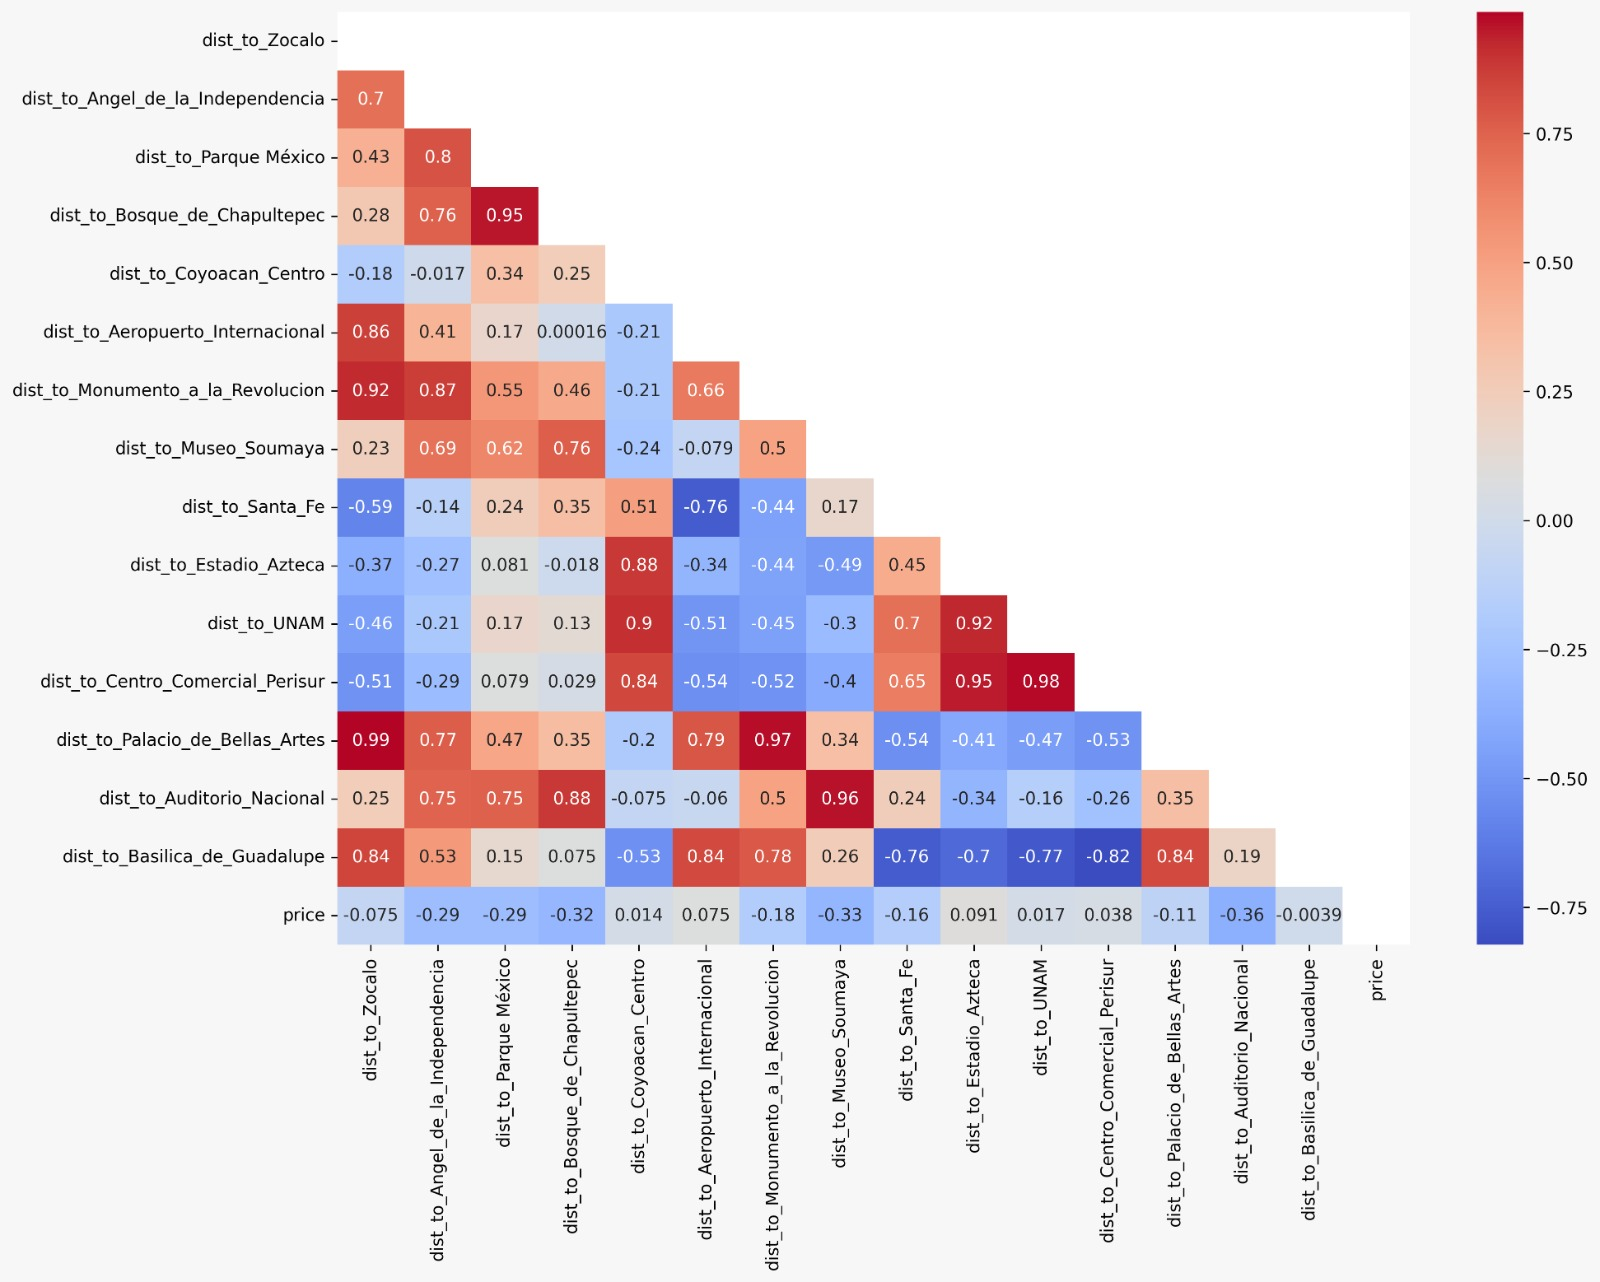 dist_to_Zocalo
dist_to_Angel_de_la_Independencia 0.7
dist_to_Parque México 0.43 0.8
dist_to_Bosque_de_Chapultepec 0.28 0.76 0.95
dist_to_Coyoacan_Centro -0.18 -0.017 0.34 0.25
dist_to_Aeropuerto_Internacional 0.86 0.41 0.17 0.00016 -0.21
dist_to_Monumento_a_la_Revolucion 0.92 0.87 0.55 0.46 -0.21 0.66
dist_to_Museo_Soumaya 0.23 0.69 0.62 0.76 -0.24 -0.079 0.5
dist_to_Santa_Fe -0.59 -0.14 0.24 0.35 0.51 -0.76 -0.44 0.17
dist_to_Estadio_Azteca -0.37 -0.27 0.081 -0.018 0.88 -0.34 -0.44 -0.49 0.45
dist_to_UNAM -0.46 -0.21 0.17 0.13 0.9 -0.51 -0.45 -0.3 0.7 0.92
dist_to_Centro_Comercial_Perisur -0.51 -0.29 0.079 0.029 0.84 -0.54 -0.52 -0.4 0.65 0.95 0.98
dist_to_Palacio_de_Bellas_Artes 0.99 0.77 0.47 0.35 -0.2 0.79 0.97 0.34 -0.54 -0.41 -0.47 -0.53
dist_to_Auditorio_Nacional 0.25 0.75 0.75 0.88 -0.075 -0.06 0.5 0.96 0.24 -0.34 -0.16 -0.26 0.35
dist_to_Basilica_de_Guadalupe 0.84 0.53 0.15 0.075 -0.53 0.84 0.78 0.26 -0.76 -0.7 -0.77 -0.82 0.84 0.19
price -0.075 -0.29 -0.29 -0.32 0.014 0.075 -0.18 -0.33 -0.16 0.091 0.017 0.038 -0.11 -0.36 -0.0039
dist_to_Zocalo
dist_to_Angel_de_la_Independencia
dist_to_Parque México
dist_to_Bosque_de_Chapultepec
dist_to_Coyoacan_Centro
dist_to_Aeropuerto_Internacional
dist_to_Monumento_a_la_Revolucion
dist_to_Museo_Soumaya
dist_to_Santa_Fe
dist_to_Estadio_Azteca
dist_to_UNAM
dist_to_Centro_Comercial_Perisur
dist_to_Palacio_de_Bellas_Artes
dist_to_Auditorio_Nacional
dist_to_Basilica_de_Guadalupe
price
0.75
0.50
0.25
0.00
−0.25
−0.50
−0.75